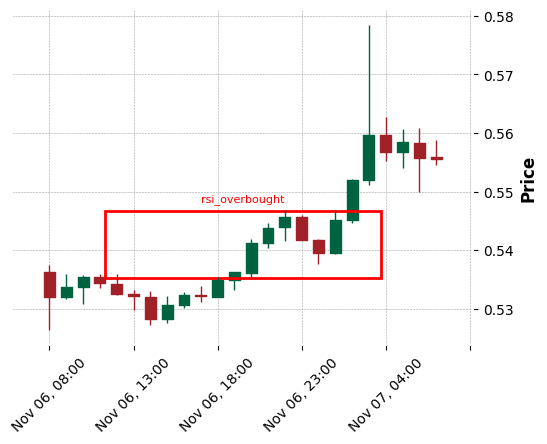 0.58
0.57
0.56
0.55
0.54
0.53
Price
rsi_overbought
Nov 06, 08:00
Nov 06, 13:00
Nov 06, 18:00
Nov 06, 23:00
Nov 07, 04:00